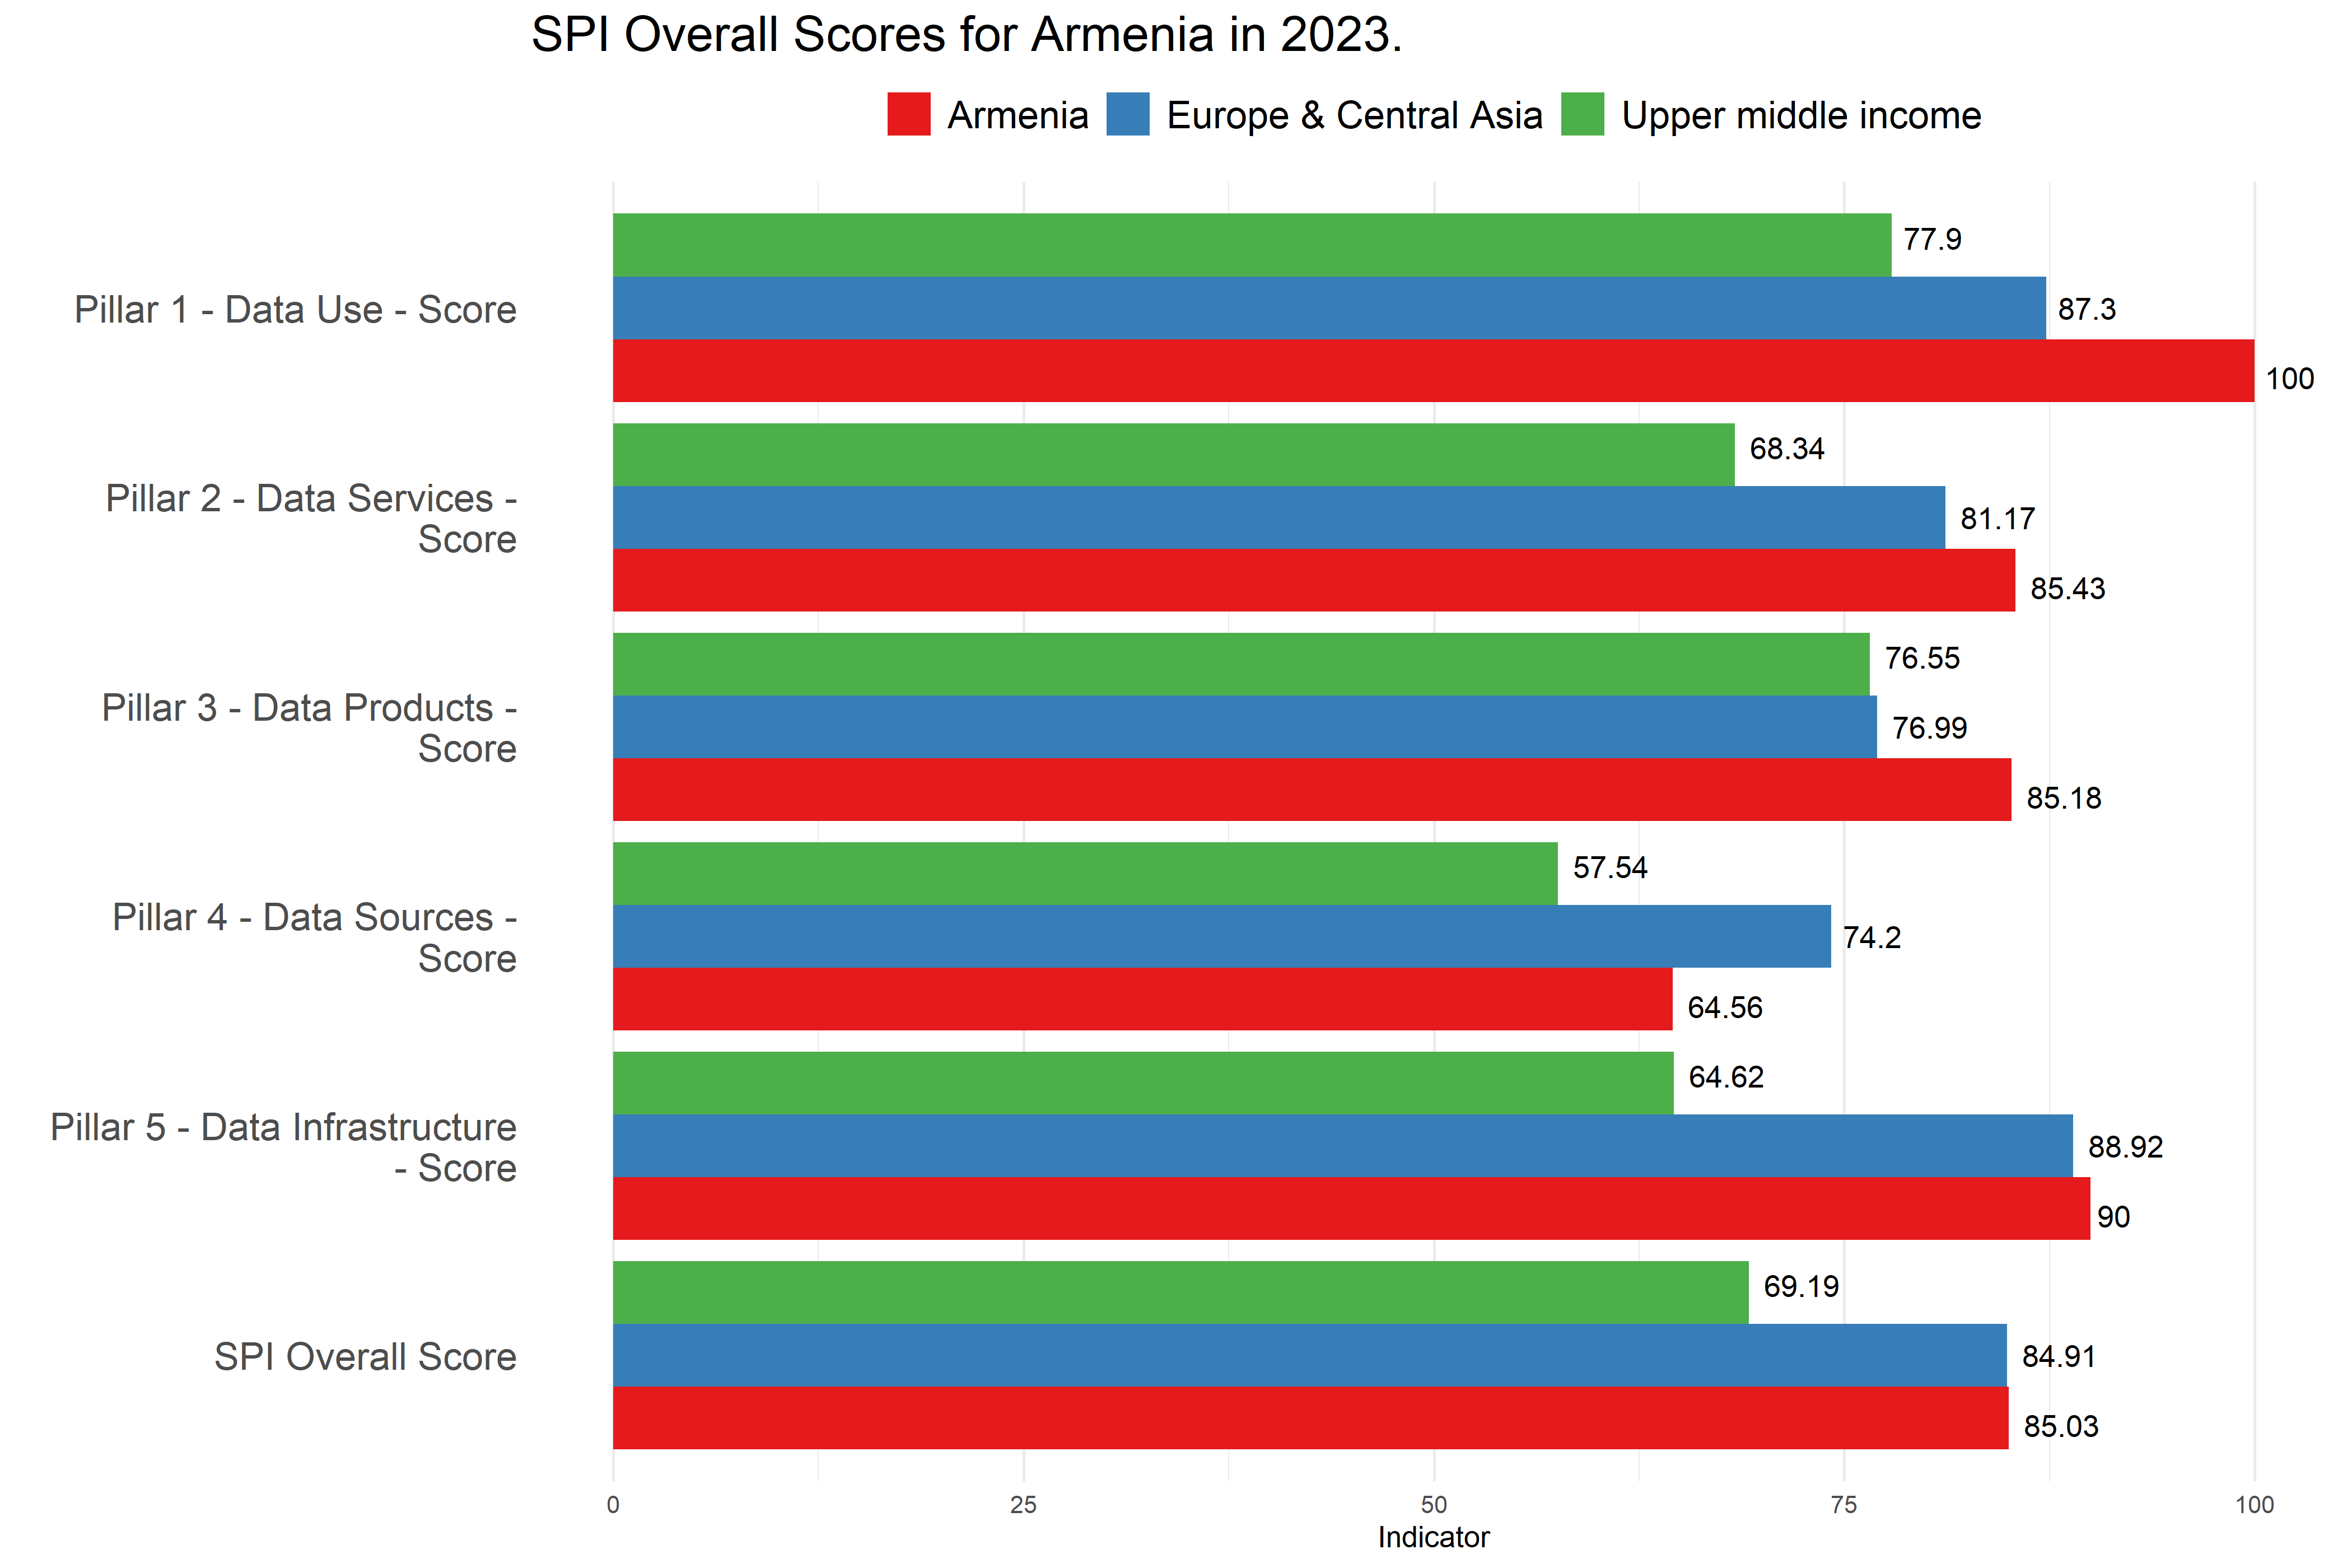 SPI Overall Scores for Armenia in 2023.
Armenia Europe & Central Asia Upper middle income
Pillar 1 - Data Use - Score
77.9
87.3
100
Pillar 2 - Data Services -
Score
68.34
81.17
85.43
Pillar 3 - Data Products -
Score
76.55
76.99
85.18
Pillar 4 - Data Sources -
Score
57.54
74.2
64.56
Pillar 5 - Data Infrastructure
- Score
64.62
88.92
90
SPI Overall Score
69.19
84.91
85.03
0 25 50 75 100
Indicator